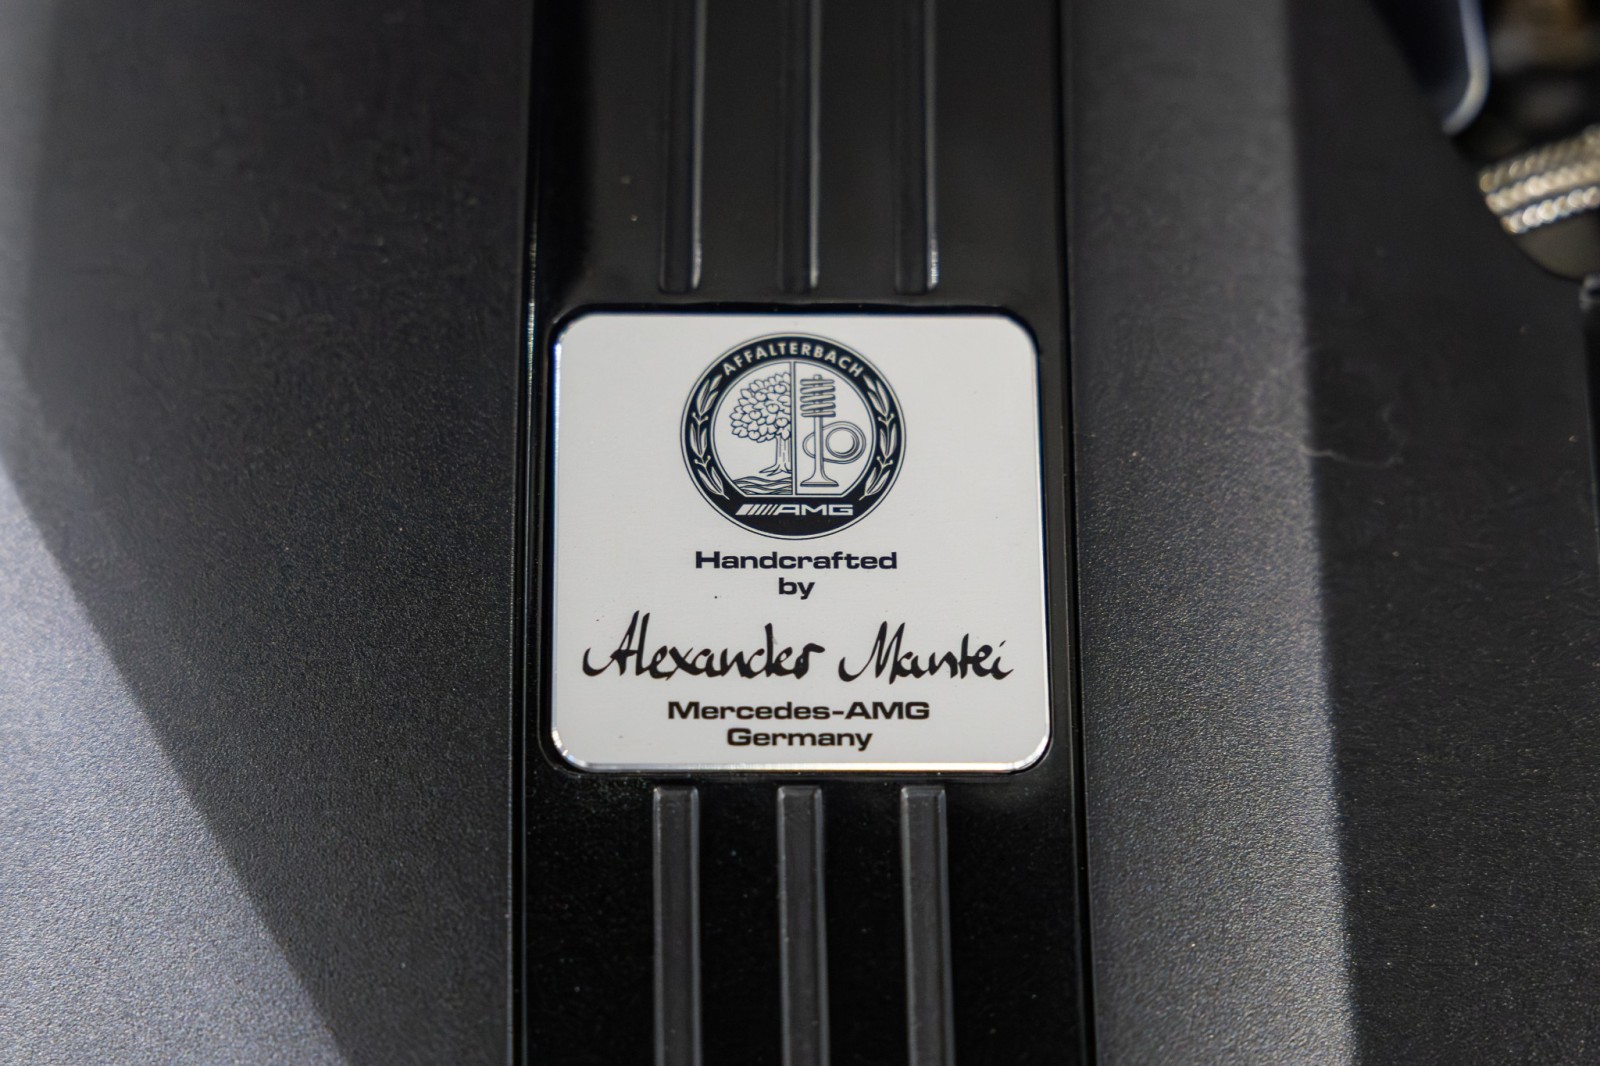 AFFALTERBACH
AMG
Handcrafted
by
Alexander Mantei
Mercedes-AMG
Germany